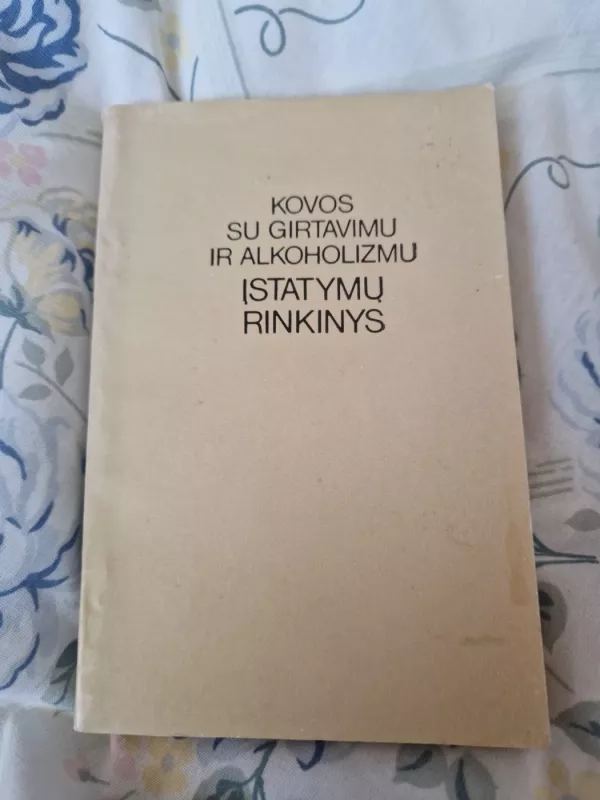 KOVOS
SU GIRTAVIMU
IR ALKOHOLIZMU
ĮSTATYMŲ
RINKINYS